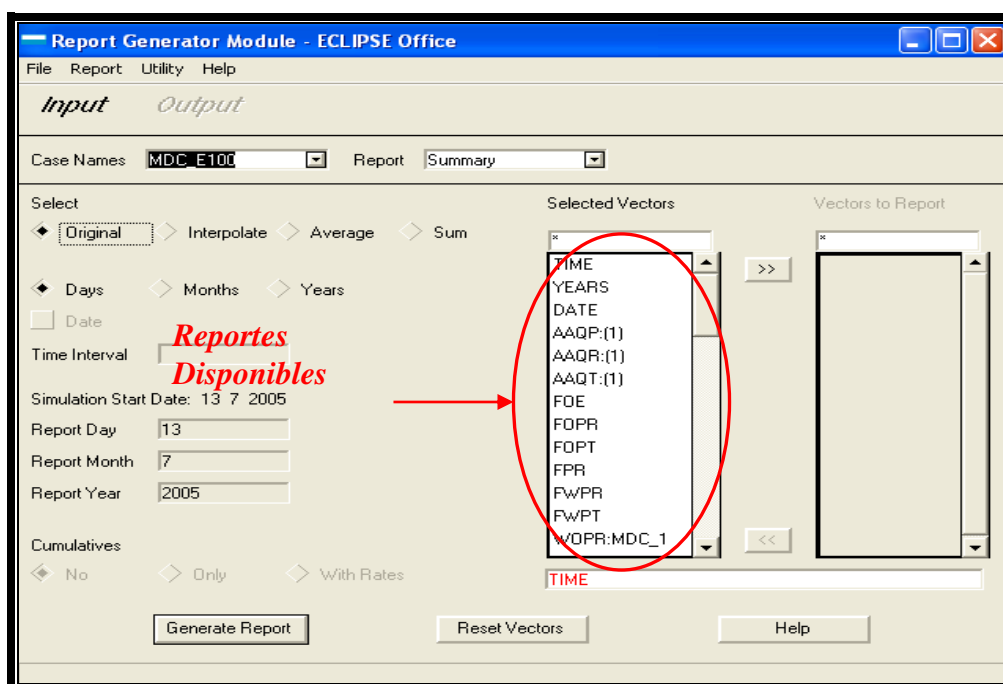 Report Generator Module - ECLIPSE Office
File Report Utility Help
Input Output
Case Names MDC_E100 Report Summary
Select
Original Interpolate Average Sum
Days Months Years
Date
Time Interval
Reportes
Disponibles
Simulation Start Date: 13 7 2005
Report Day 13
Report Month 7
Report Year 2005
Cumulatives
No Only With Rates
Selected Vectors
*
TIME
YEARS
DATE
AAQP:(1)
AAQR:(1)
AAQT:(1)
FOE
FOPR
FOPT
FPR
FWPR
FWPT
WOPR:MDC_1
TIME
>>
<<
Vectors to Report
*
Generate Report Reset Vectors Help